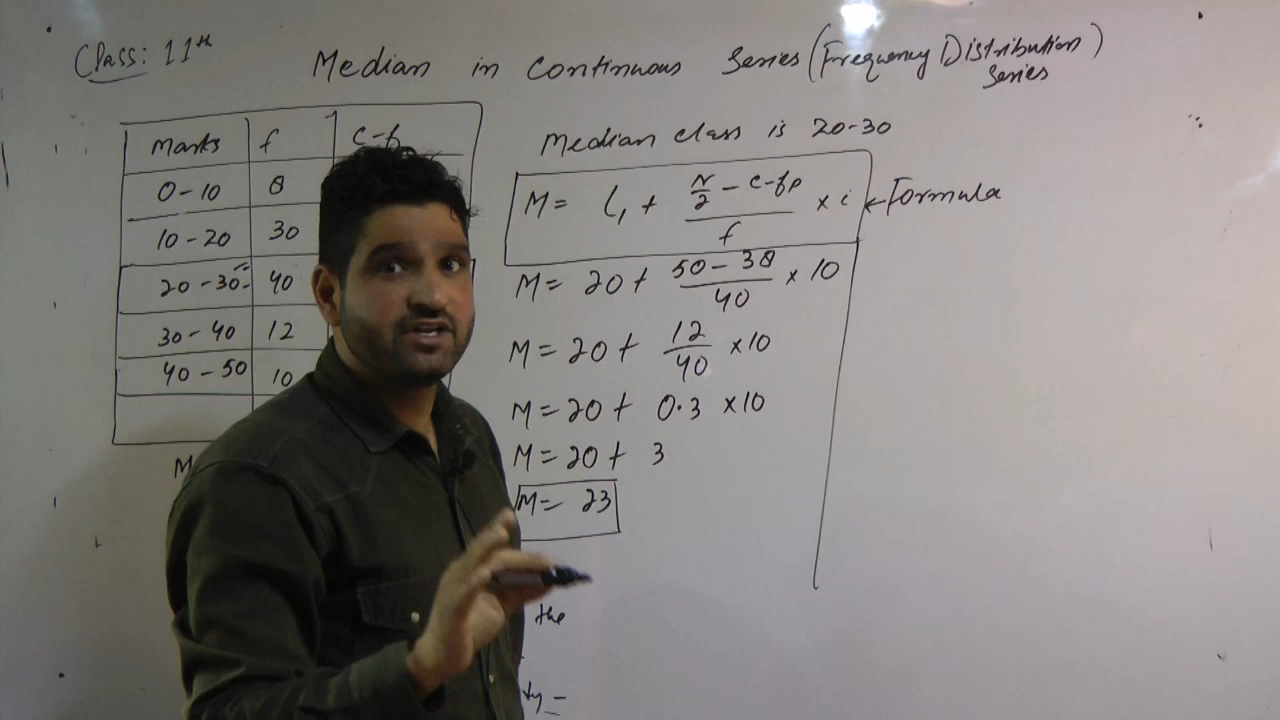 Class: 11th
Median in Continuous Series (Frequency Distribution Series)
Marks f c-f
0-10 8
10-20 30
20-30 40
30-40 12
40-50 10
M
Median class is 20-30
M = l₁ + (N/2 - c-fp)/f × i ← Formula
M = 20 + (50 - 38)/40 × 10
M = 20 + 12/40 × 10
M = 20 + 0.3 × 10
M = 20 + 3
M = 23
the
ty -